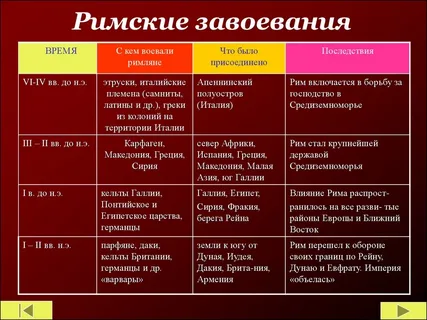 Римские завоевания
ВРЕМЯ
С кем воевали
римляне
Что было
присоединено
Последствия
VI-IV вв. до н.э.
этруски, италийские
племена (самниты,
латины и др.), греки
из колоний на
территории Италии
Апеннинский
полуостров
(Италия)
Рим включается в борьбу за
господство в
Средиземноморье
III – II вв. до н.э.
Карфаген,
Македония, Греция,
Сирия
север Африки,
Испания, Греция,
Македония, Малая
Азия, юг Галлии
Рим стал крупнейшей
державой
Средиземноморья
I в. до н.э.
кельты Галлии,
Понтийское и
Египетское царства,
германцы
Галлия, Египет,
Сирия, Фракия,
берега Рейна
Влияние Рима распрост-
ранилось на все разви- тые
районы Европы и Ближний
Восток
I – II вв. н.э.
парфяне, даки,
кельты Британии,
германцы и др.
«варвары»
земли к югу от
Дуная, Иудея,
Дакия, Брита-ния,
Армения
Рим перешел к обороне
своих границ по Рейну,
Дунаю и Евфрату. Империя
«объелась»